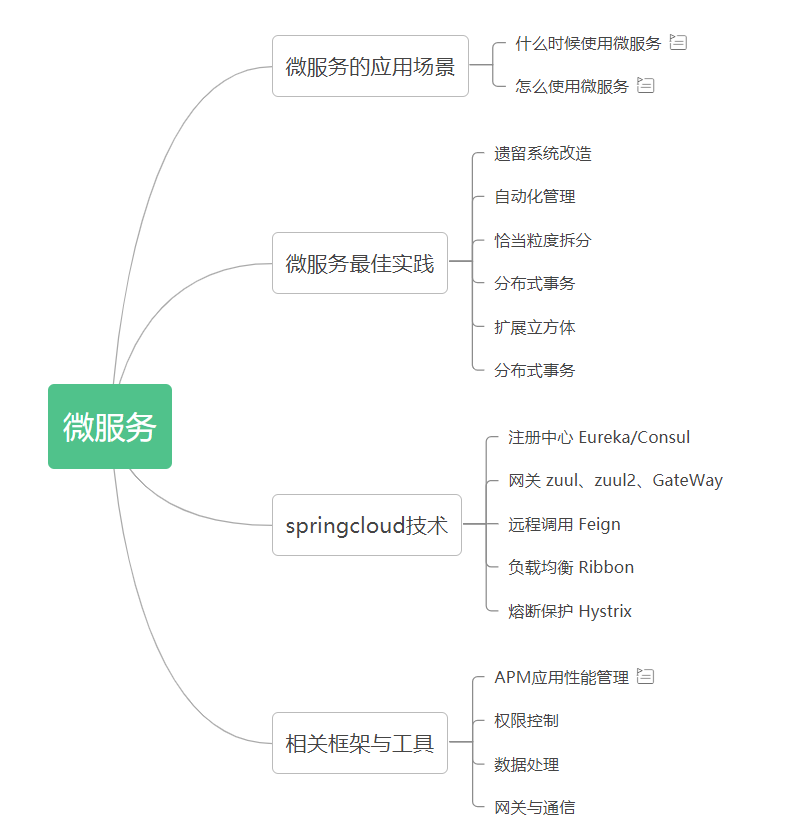 微服务
微服务的应用场景
什么时候使用微服务
怎么使用微服务
微服务最佳实践
遗留系统改造
自动化管理
恰当粒度拆分
分布式事务
扩展立方体
分布式事务
springcloud技术
注册中心 Eureka/Consul
网关 zuul、zuul2、GateWay
远程调用 Feign
负载均衡 Ribbon
熔断保护 Hystrix
相关框架与工具
APM应用性能管理
权限控制
数据处理
网关与通信